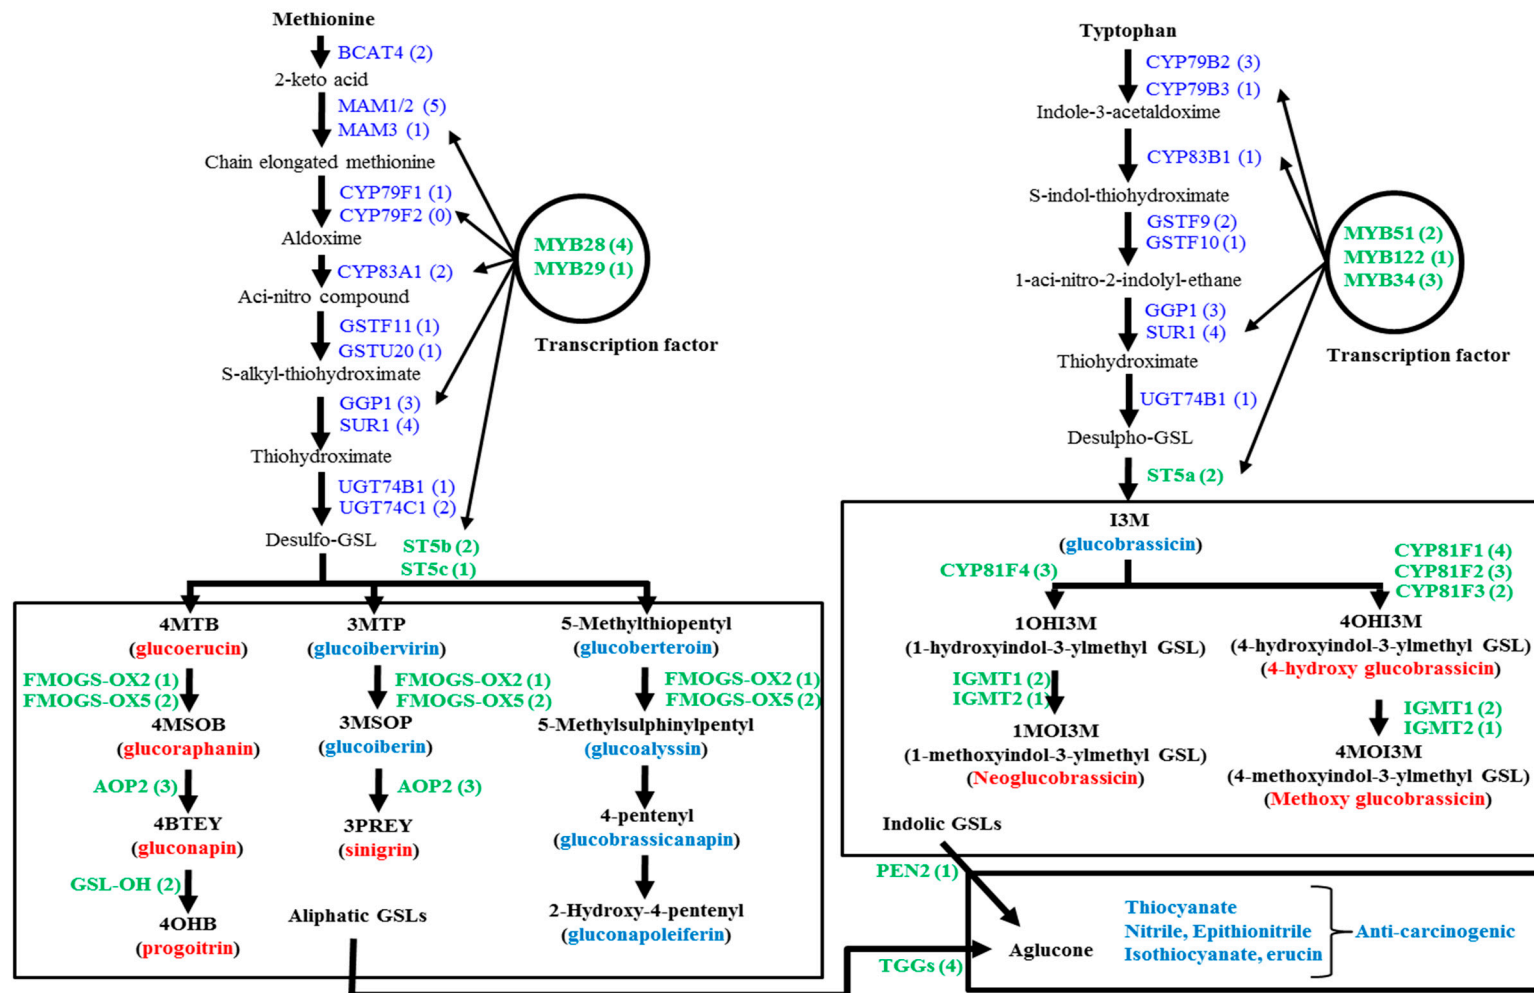 Methionine
BCAT4 (2)
2-keto acid
MAM1/2 (5)
MAM3 (1)
Chain elongated methionine
CYP79F1 (1)
CYP79F2 (0)
Aldoxime
CYP83A1 (2)
Aci-nitro compound
GSTF11 (1)
GSTU20 (1)
S-alkyl-thiohydroximate
GGP1 (3)
SUR1 (4)
Thiohydroximate
UGT74B1 (1)
UGT74C1 (2)
Desulfo-GSL
ST5b (2)
ST5c (1)
MYB28 (4)
MYB29 (1)
Transcription factor
4MTB
(glucoerucin)
FMOGS-OX2 (1)
FMOGS-OX5 (2)
4MSOB
(glucoraphanin)
AOP2 (3)
4BTEY
(gluconapin)
GSL-OH (2)
4OHB
(progoitrin)
3MTP
(glucoibervirin)
FMOGS-OX2 (1)
FMOGS-OX5 (2)
3MSOP
(glucoiberin)
AOP2 (3)
3PREY
(sinigrin)
Aliphatic GSLs
5-Methylthiopentyl
(glucoberteroin)
FMOGS-OX2 (1)
FMOGS-OX5 (2)
5-Methylsulphinylpentyl
(glucoalyssin)
4-pentenyl
(glucobrassicanapin)
2-Hydroxy-4-pentenyl
(gluconapoleiferin)
Typtophan
CYP79B2 (3)
CYP79B3 (1)
Indole-3-acetaldoxime
CYP83B1 (1)
S-indol-thiohydroximate
GSTF9 (2)
GSTF10 (1)
1-aci-nitro-2-indolyl-ethane
GGP1 (3)
SUR1 (4)
Thiohydroximate
UGT74B1 (1)
Desulpho-GSL
ST5a (2)
MYB51 (2)
MYB122 (1)
MYB34 (3)
Transcription factor
I3M
(glucobrassicin)
CYP81F4 (3)
CYP81F1 (4)
CYP81F2 (3)
CYP81F3 (2)
1OHI3M
(1-hydroxyindol-3-ylmethyl GSL)
IGMT1 (2)
IGMT2 (1)
1MOI3M
(1-methoxyindol-3-ylmethyl GSL)
(Neoglucobrassicin)
4OHI3M
(4-hydroxyindol-3-ylmethyl GSL)
(4-hydroxy glucobrassicin)
IGMT1 (2)
IGMT2 (1)
4MOI3M
(4-methoxyindol-3-ylmethyl GSL)
(Methoxy glucobrassicin)
Indolic GSLs
PEN2 (1)
TGGs (4)
Aglucone
Thiocyanate
Nitrile, Epithionitrile
Isothiocyanate, erucin
Anti-carcinogenic